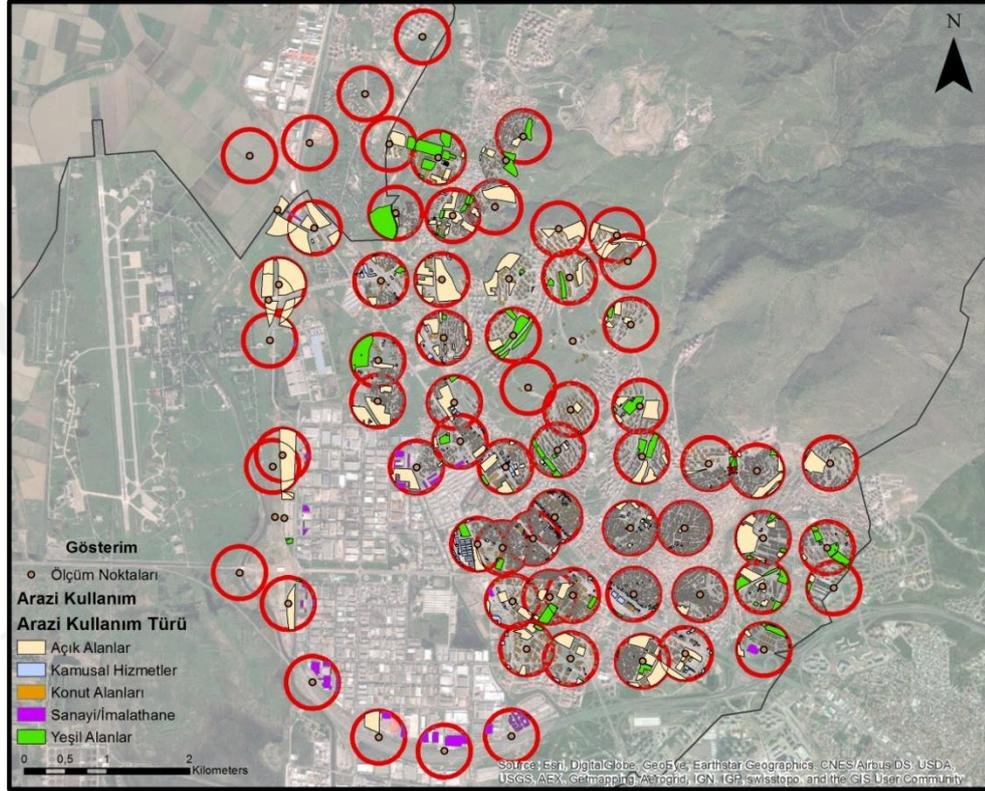 N
Gösterim
Ölçüm Noktaları
Arazi Kullanım
Arazi Kullanım Türü
Açık Alanlar
Kamusal Hizmetler
Konut Alanları
Sanayi/İmalathane
Yeşil Alanlar
0 0,5 1 2
Kilometers
Source: Esri, DigitalGlobe, GeoEye, Earthstar Geographics, CNES/Airbus DS, USDA,
USGS, AEX, Getmapping, Aerogrid, IGN, IGP, swisstopo, and the GIS User Community